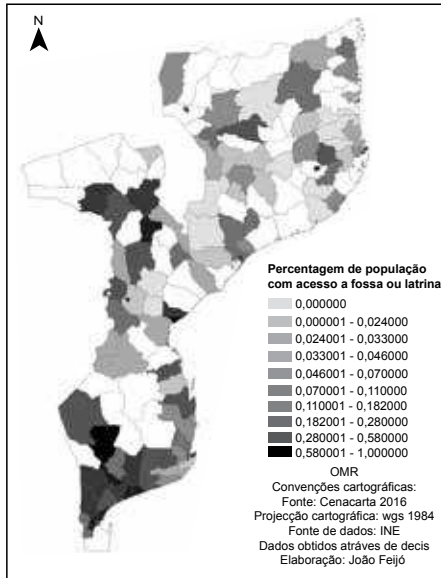 N
Percentagem de população
com acesso a fossa ou latrina
0,000000
0,000001 - 0,024000
0,024001 - 0,033000
0,033001 - 0,046000
0,046001 - 0,070000
0,070001 - 0,110000
0,110001 - 0,182000
0,182001 - 0,280000
0,280001 - 0,580000
0,580001 - 1,000000
OMR
Convenções cartográficas:
Fonte: Cenacarta 2016
Projecção cartográfica: wgs 1984
Fonte de dados: INE
Dados obtidos atráves de decis
Elaboração: João Feijó